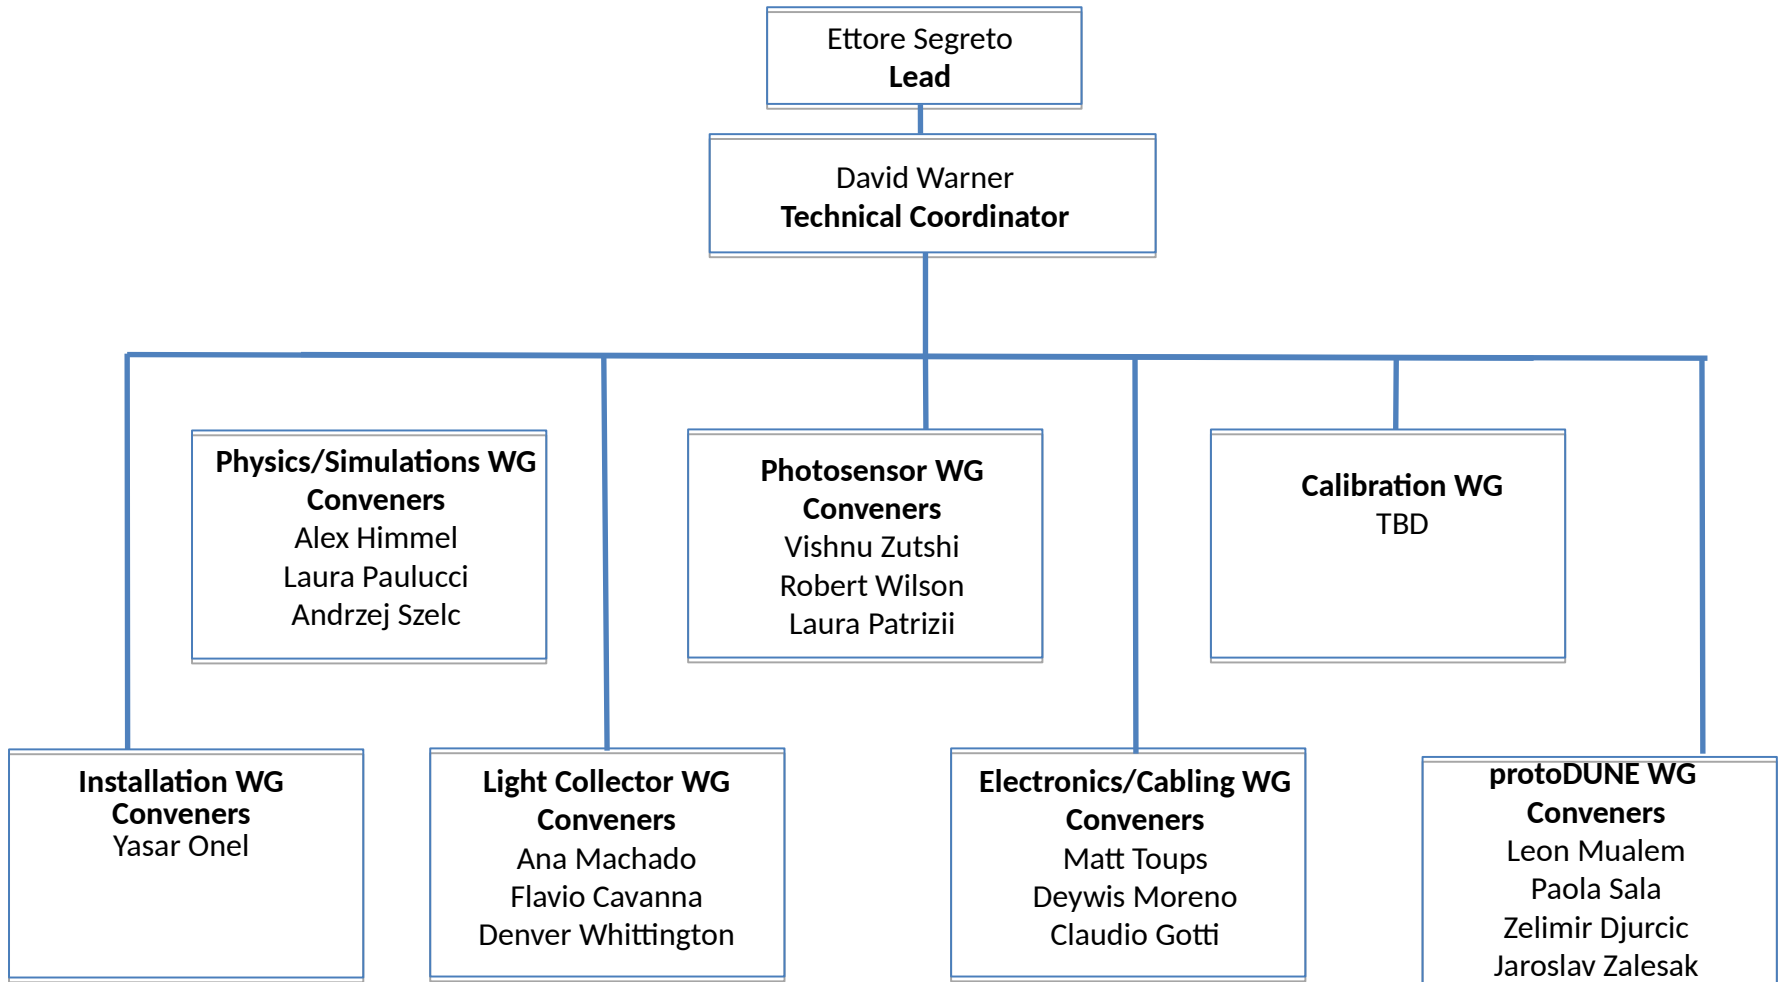 Ettore Segreto
Lead
David Warner
Technical Coordinator
Physics/Simulations WG
Conveners
Alex Himmel
Laura Paulucci
Andrzej Szelc
Photosensor WG
Conveners
Vishnu Zutshi
Robert Wilson
Laura Patrizii
Calibration WG
TBD
Installation WG
Conveners
Yasar Onel
Light Collector WG
Conveners
Ana Machado
Flavio Cavanna
Denver Whittington
Electronics/Cabling WG
Conveners
Matt Toups
Deywis Moreno
Claudio Gotti
protoDUNE WG
Conveners
Leon Mualem
Paola Sala
Zelimir Djurcic
Jaroslav Zalesak